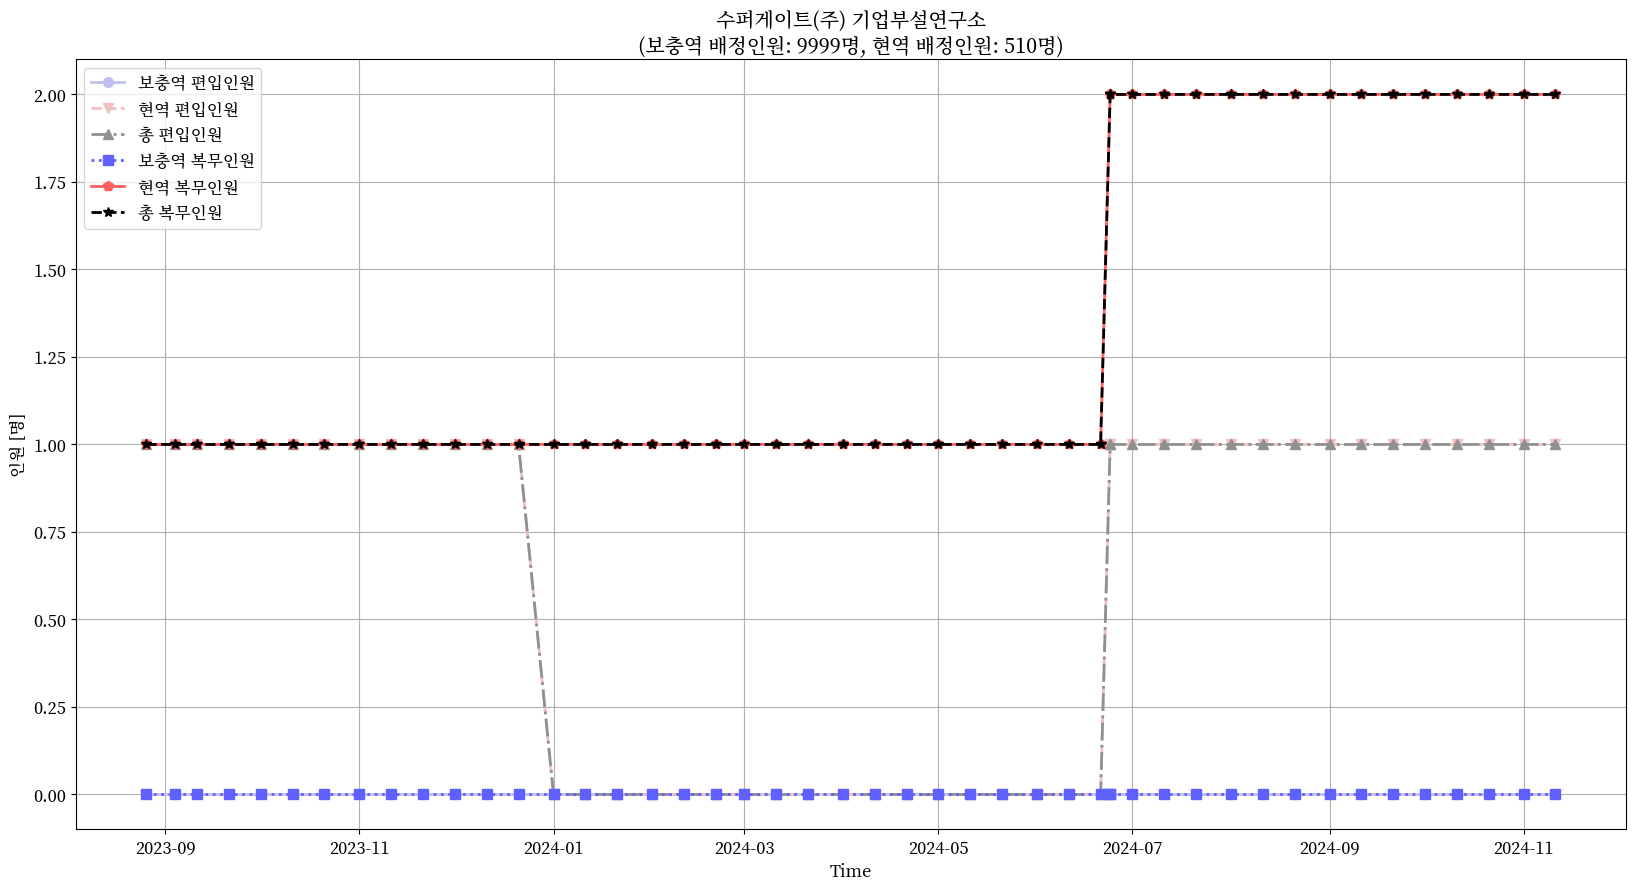 수퍼게이트(주) 기업부설연구소
(보충역 배정인원: 9999명, 현역 배정인원: 510명)
보충역 편입인원
현역 편입인원
총 편입인원
보충역 복무인원
현역 복무인원
총 복무인원
2.00
1.75
1.50
1.25
1.00
0.75
0.50
0.25
0.00
인원 [명]
2023-09 2023-11 2024-01 2024-03 2024-05 2024-07 2024-09 2024-11
Time